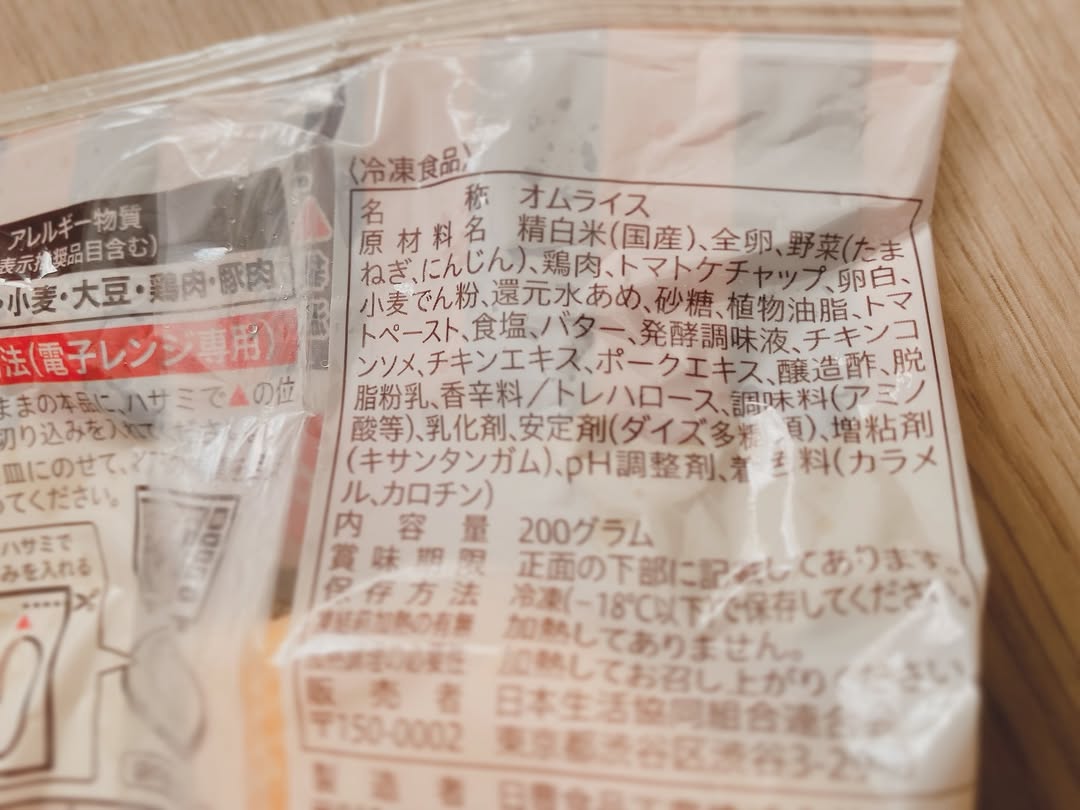 アレルギー物質
表示推奨品目含む)
・小麦・大豆・鶏肉・豚肉
法(電子レンジ専用)
ままの本品に、ハサミで▲の位
切り込みを入れ
皿にのせて、
ってください。
ハサミで
みを入れる
〈冷凍食品〉
名称 オムライス
原材料名 精白米(国産)、全卵、野菜(たま
ねぎ、にんじん)、鶏肉、トマトケチャップ、卵白、
小麦でん粉、還元水あめ、砂糖、植物油脂、トマ
トペースト、食塩、バター、発酵調味液、チキンコ
ンソメ、チキンエキス、ポークエキス、醸造酢、脱
脂粉乳、香辛料/トレハロース、調味料(アミノ
酸等)、乳化剤、安定剤(ダイズ多糖類)、増粘剤
(キサンタンガム)、pH調整剤、着色料(カラメ
ル、カロチン)
内容量 200グラム
賞味期限 正面の下部に記載してあります。
保存方法 冷凍(−18℃以下)で保存してください。
凍結前加熱の有無 加熱してありません。
加熱調理の必要性 加熱してお召し上がりください。
販売者 日本生活協同組合連合会
〒150-0002 東京都渋谷区渋谷3-2
製造者